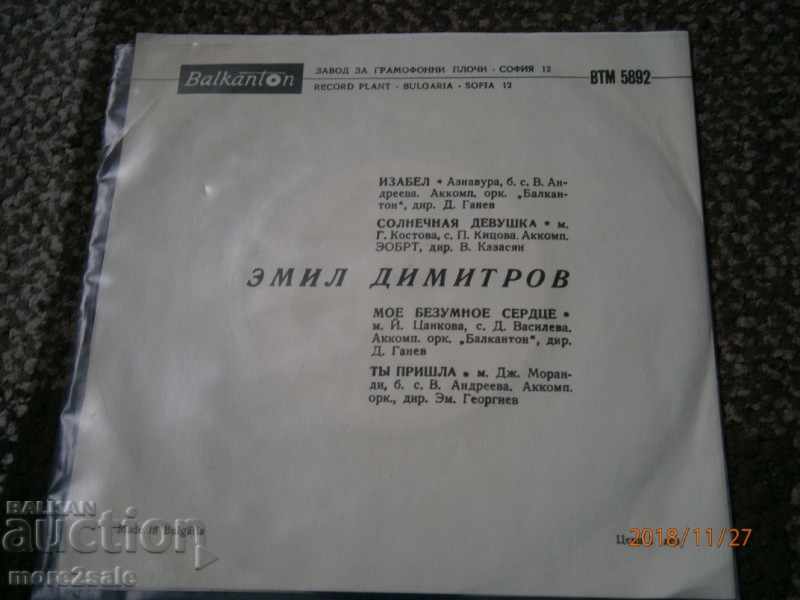 Balkanton
ЗАВОД ЗА ГРАМОФОННИ ПЛОЧИ · СОФИЯ 12
RECORD PLANT · BULGARIA · SOFIA 12
ВТМ 5892
ИЗАБЕЛ • Азнавура, б. с. В. Ан-
дреева. Аккомп. орк. „Балкан-
тон", дир. Д. Ганев
СОЛНЕЧНАЯ ДЕВУШКА • м.
Г. Костова, с. П. Кицова. Аккомп.
ЭОБРТ, дир. В. Казасян
ЭМИЛ ДИМИТРОВ
МОЕ БЕЗУМНОЕ СЕРДЦЕ •
м. Й. Цанкова, с. Д. Василева.
Аккомп. орк. „Балкантон", дир.
Д. Ганев
ТЫ ПРИШЛА • м. Дж. Моран-
ди, б. с. В. Андреева. Аккомп.
орк., дир. Эм. Георгиев
Made in Bulgaria
BALKAN
auction
more2sale
2018/11/27